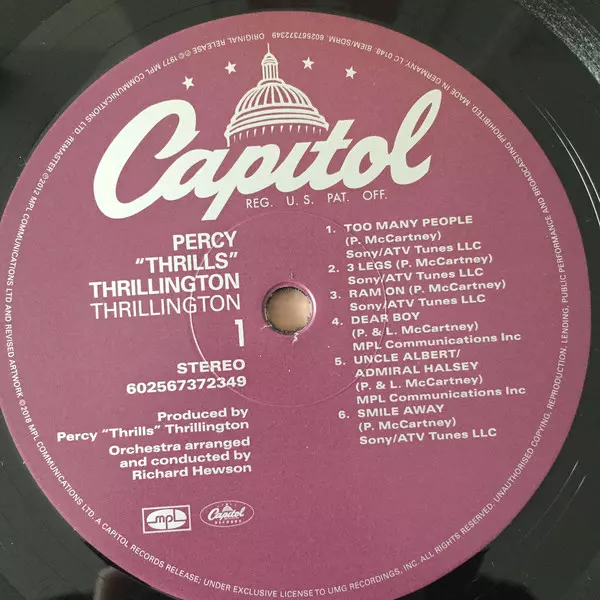 Capitol
REG. U.S. PAT. OFF.
PERCY
"THRILLS"
THRILLINGTON
THRILLINGTON
1
STEREO
602567372349
Produced by
Percy "Thrills" Thrillington
Orchestra arranged
and conducted by
Richard Hewson
mpl
Capitol
RECORDS
1. TOO MANY PEOPLE
(P. McCartney)
Sony/ATV Tunes LLC
2. 3 LEGS (P. McCartney)
Sony/ATV Tunes LLC
3. RAM ON (P. McCartney)
Sony/ATV Tunes LLC
4. DEAR BOY
(P. & L. McCartney)
MPL Communications Inc
5. UNCLE ALBERT/
ADMIRAL HALSEY
(P. & L. McCartney)
MPL Communications Inc
6. SMILE AWAY
(P. McCartney)
Sony/ATV Tunes LLC
ORIGINAL RELEASE ℗ 1977 MPL COMMUNICATIONS LTD. REMASTER ℗ 2012 MPL COMMUNICATIONS LTD AND REVISED ARTWORK © 2018 MPL COMMUNICATIONS LTD. A CAPITOL RECORDS RELEASE; UNDER EXCLUSIVE LICENSE TO UMG RECORDINGS, INC. ALL RIGHTS RESERVED. UNAUTHORISED COPYING, REPRODUCTION, LENDING, PUBLIC PERFORMANCE AND BROADCASTING PROHIBITED. MADE IN GERMANY. LC 0148. BIEM/SDRM. 602567372349